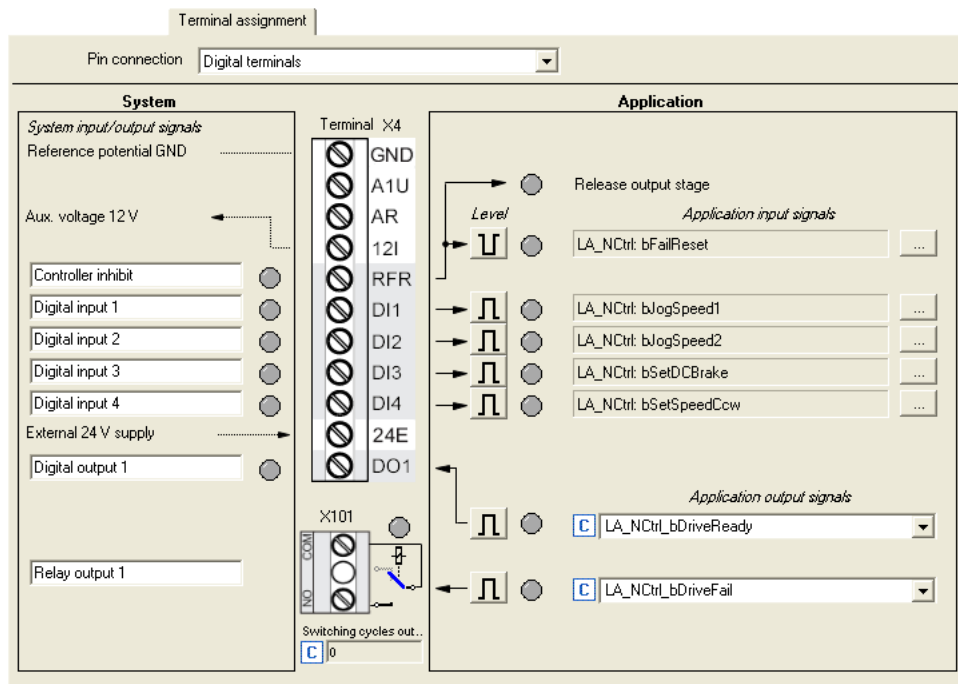 Terminal assignment
Pin connection Digital terminals
System
Application
System input/output signals
Reference potential GND
Aux. voltage 12 V
Controller inhibit
Digital input 1
Digital input 2
Digital input 3
Digital input 4
External 24 V supply
Digital output 1
Relay output 1
Terminal X4
GND
A1U
AR
12I
RFR
DI1
DI2
DI3
DI4
24E
DO1
X101
COM
NO
Switching cycles out..
C 0
Release output stage
Level
Application input signals
LA_NCtrl: bFailReset ...
LA_NCtrl: bJogSpeed1 ...
LA_NCtrl: bJogSpeed2 ...
LA_NCtrl: bSetDCBrake ...
LA_NCtrl: bSetSpeedCcw ...
Application output signals
C LA_NCtrl_bDriveReady
C LA_NCtrl_bDriveFail